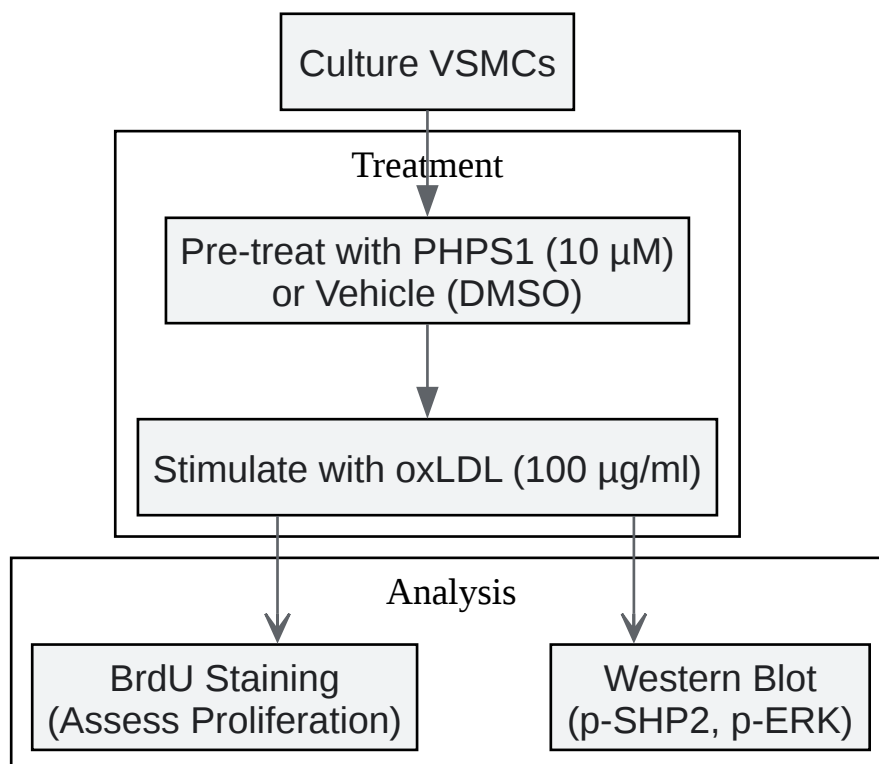 Culture VSMCs
Treatment
Pre-treat with PHPS1 (10 µM)
or Vehicle (DMSO)
Stimulate with oxLDL (100 µg/ml)
Analysis
BrdU Staining
(Assess Proliferation)
Western Blot
(p-SHP2, p-ERK)